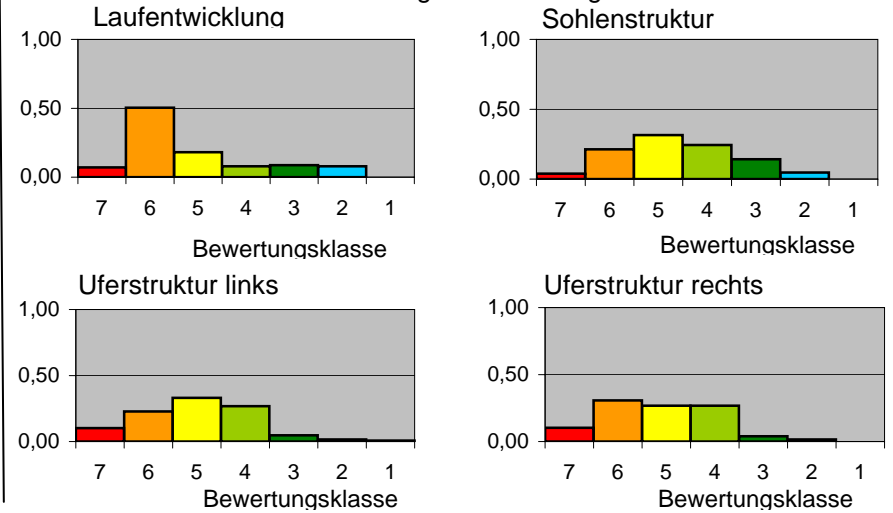 Laufentwicklung
1,00
0,50
0,00
7 6 5 4 3 2 1
Bewertungsklasse
Sohlenstruktur
1,00
0,50
0,00
7 6 5 4 3 2 1
Bewertungsklasse
Uferstruktur links
1,00
0,50
0,00
7 6 5 4 3 2 1
Bewertungsklasse
Uferstruktur rechts
1,00
0,50
0,00
7 6 5 4 3 2 1
Bewertungsklasse